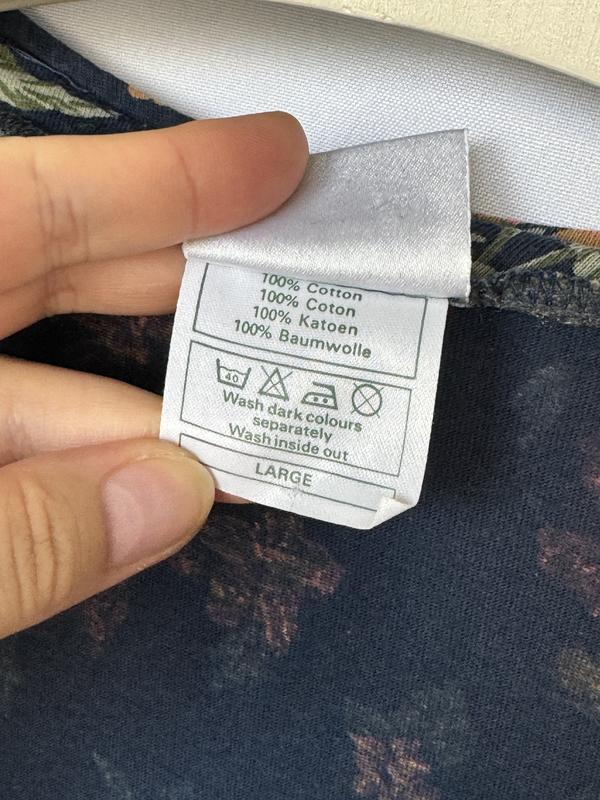 100% Cotton
100% Coton
100% Katoen
100% Baumwolle
40
Wash dark colours
separately
Wash inside out
LARGE